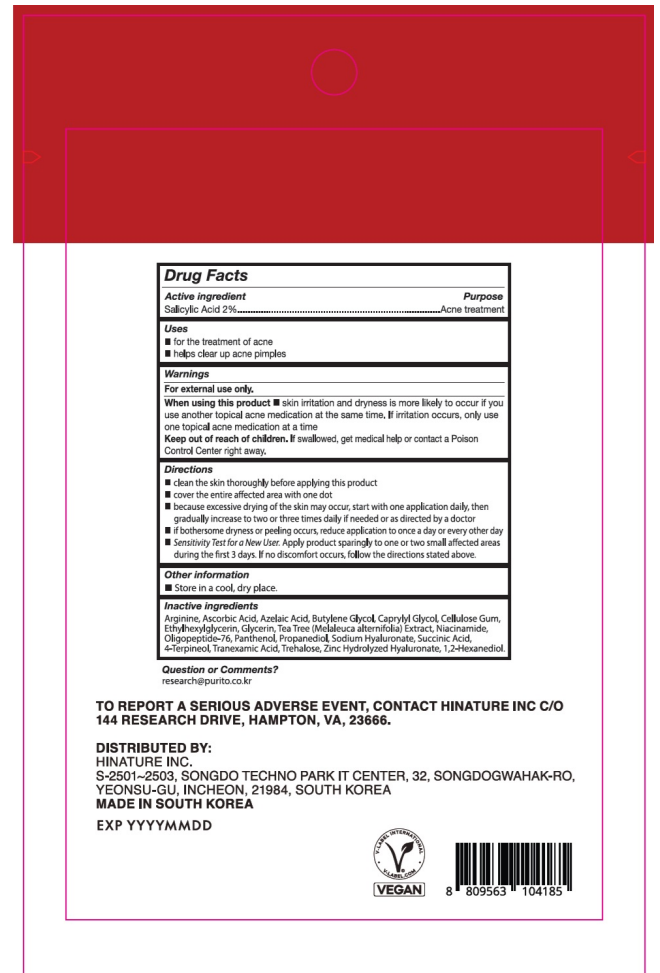 Drug Facts
Active ingredient Purpose
Salicylic Acid 2%........................................................................Acne treatment
Uses
■ for the treatment of acne
■ helps clear up acne pimples
Warnings
For external use only.
When using this product ■ skin irritation and dryness is more likely to occur if you
use another topical acne medication at the same time. If irritation occurs, only use
one topical acne medication at a time
Keep out of reach of children. If swallowed, get medical help or contact a Poison
Control Center right away.
Directions
■ clean the skin thoroughly before applying this product
■ cover the entire affected area with one dot
■ because excessive drying of the skin may occur, start with one application daily, then
gradually increase to two or three times daily if needed or as directed by a doctor
■ if bothersome dryness or peeling occurs, reduce application to once a day or every other day
■ Sensitivity Test for a New User. Apply product sparingly to one or two small affected areas
during the first 3 days. If no discomfort occurs, follow the directions stated above.
Other information
■ Store in a cool, dry place.
Inactive ingredients
Arginine, Ascorbic Acid, Azelaic Acid, Butylene Glycol, Caprylyl Glycol, Cellulose Gum,
Ethylhexylglycerin, Glycerin, Tea Tree (Melaleuca alternifolia) Extract, Niacinamide,
Oligopeptide-76, Panthenol, Propanediol, Sodium Hyaluronate, Succinic Acid,
4-Terpineol, Tranexamic Acid, Trehalose, Zinc Hydrolyzed Hyaluronate, 1,2-Hexanediol.
Question or Comments?
research@purito.co.kr
TO REPORT A SERIOUS ADVERSE EVENT, CONTACT HINATURE INC C/O
144 RESEARCH DRIVE, HAMPTON, VA, 23666.
DISTRIBUTED BY:
HINATURE INC.
S-2501~2503, SONGDO TECHNO PARK IT CENTER, 32, SONGDOGWAHAK-RO,
YEONSU-GU, INCHEON, 21984, SOUTH KOREA
MADE IN SOUTH KOREA
EXP YYYYMMDD
V-LABEL INTERNATIONAL
V-LABEL.COM
VEGAN
8 809563 104185